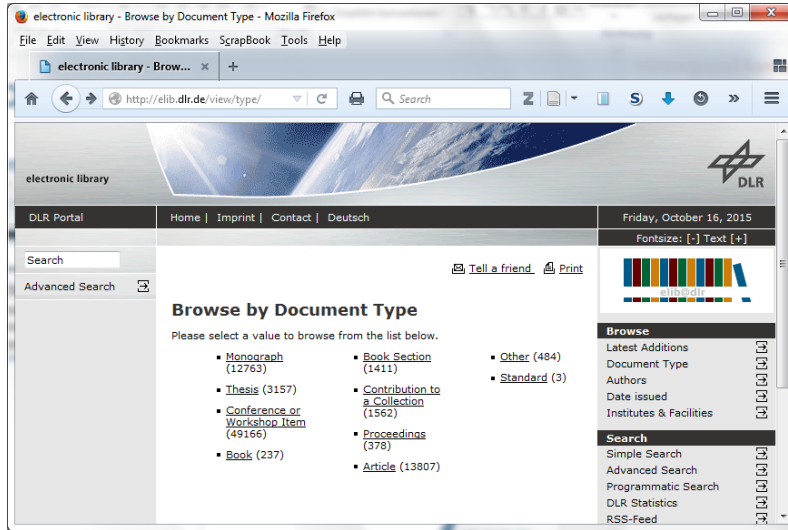 electronic library - Browse by Document Type - Mozilla Firefox
File Edit View History Bookmarks ScrapBook Tools Help
electronic library - Brow... × +
http://elib.dlr.de/view/type/ Search
electronic library
DLR
DLR Portal Home | Imprint | Contact | Deutsch Friday, October 16, 2015
Fontsize: [-] Text [+]
Search
Advanced Search
Tell a friend Print
elib@dlr
Browse by Document Type
Please select a value to browse from the list below.
Monograph
(12763)
Thesis (3157)
Conference or
Workshop Item
(49166)
Book (237)
Book Section
(1411)
Contribution to
a Collection
(1562)
Proceedings
(378)
Article (13807)
Other (484)
Standard (3)
Browse
Latest Additions
Document Type
Authors
Date issued
Institutes & Facilities
Search
Simple Search
Advanced Search
Programmatic Search
DLR Statistics
RSS-Feed